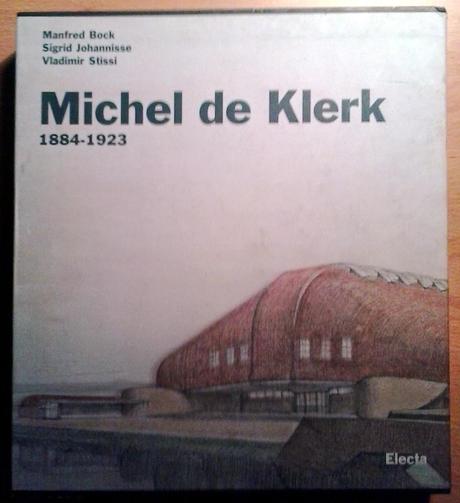 Manfred Bock
Sigrid Johannisse
Vladimir Stissi
Michel de Klerk
1884-1923
Electa